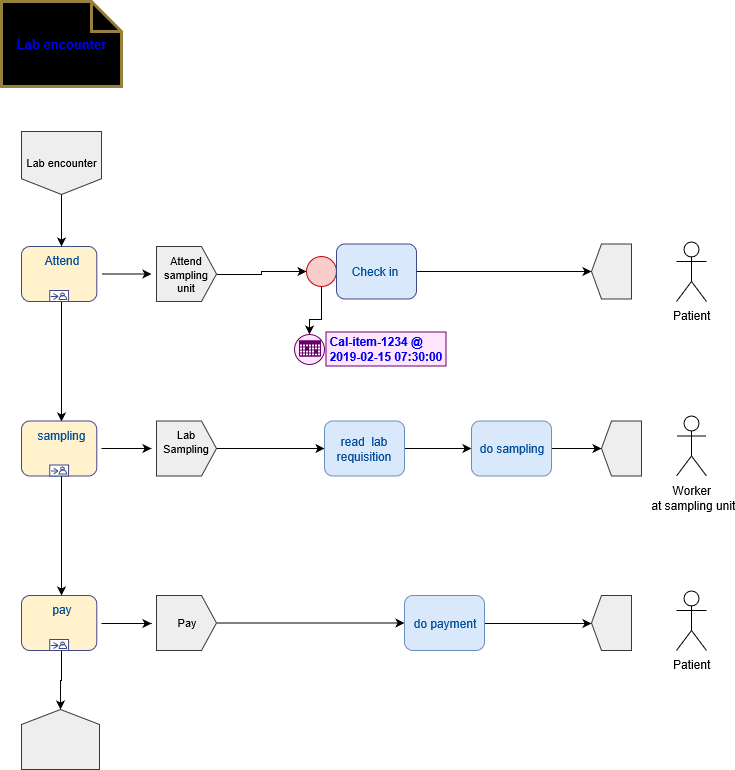 Lab encounter
Lab encounter
Attend
Attend
sampling
unit
Check in
Patient
Cal-item-1234 @
2019-02-15 07:30:00
sampling
Lab
Sampling
read lab
requisition
do sampling
Worker
at sampling unit
pay
Pay
do payment
Patient